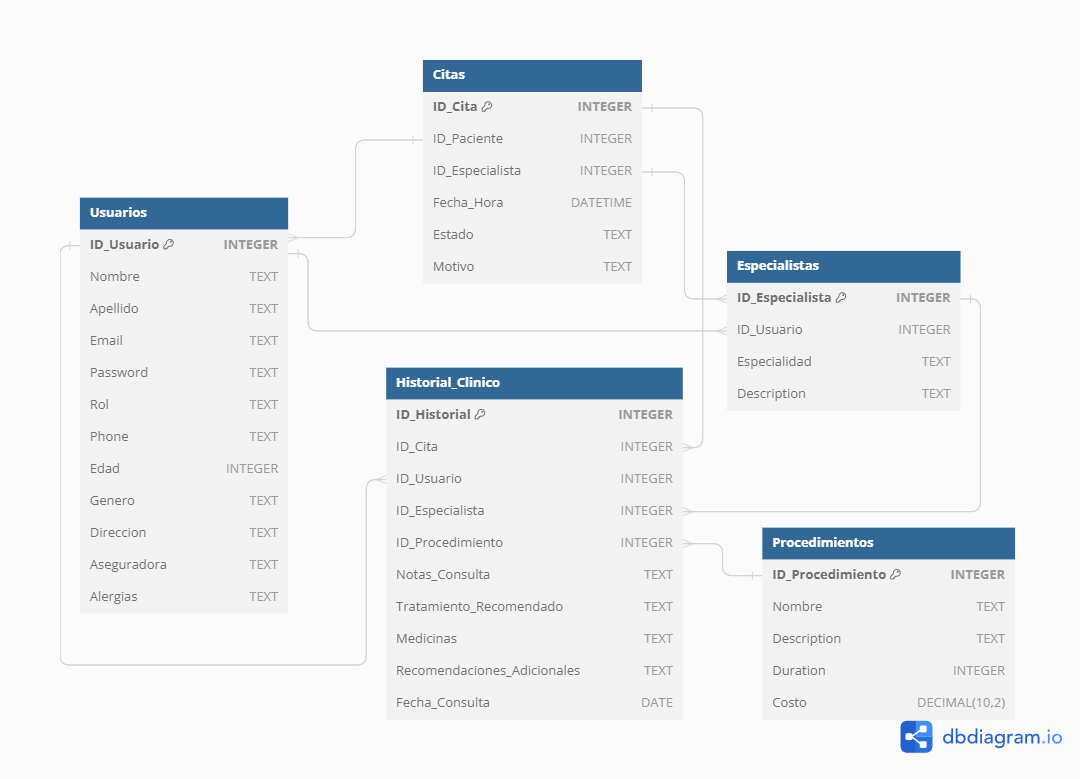 Citas
ID_Cita INTEGER
ID_Paciente INTEGER
ID_Especialista INTEGER
Fecha_Hora DATETIME
Estado TEXT
Motivo TEXT
Usuarios
ID_Usuario INTEGER
Nombre TEXT
Apellido TEXT
Email TEXT
Password TEXT
Rol TEXT
Phone TEXT
Edad INTEGER
Genero TEXT
Direccion TEXT
Aseguradora TEXT
Alergias TEXT
Especialistas
ID_Especialista INTEGER
ID_Usuario INTEGER
Especialidad TEXT
Description TEXT
Historial_Clinico
ID_Historial INTEGER
ID_Cita INTEGER
ID_Usuario INTEGER
ID_Especialista INTEGER
ID_Procedimiento INTEGER
Notas_Consulta TEXT
Tratamiento_Recomendado TEXT
Medicinas TEXT
Recomendaciones_Adicionales TEXT
Fecha_Consulta DATE
Procedimientos
ID_Procedimiento INTEGER
Nombre TEXT
Description TEXT
Duration INTEGER
Costo DECIMAL(10,2)
dbdiagram.io